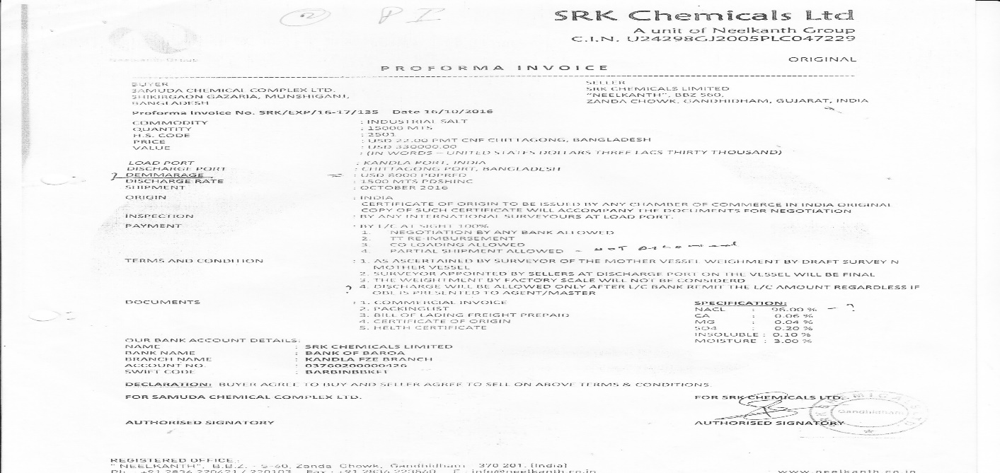 2 P I
SRK Chemicals Ltd
A unit of Neelkanth Group
C.I.N. U24298GJ2005PLC047229
Neelkanth Group
ORIGINAL
PROFORMA INVOICE
BUYER
SAMUDA CHEMICAL COMPLEX LTD.
SHIKIRGAON GAZARIA, MUNSHIGANJ,
BANGLADESH
SELLER
SRK CHEMICALS LIMITED
"NEELKANTH", BBZ S60,
ZANDA CHOWK, GANDHIDHAM, GUJARAT, INDIA
Proforma Invoice No. SRK/EXP/16-17/135 Date 16/10/2016
COMMODITY : INDUSTRIAL SALT
QUANTITY : 15000 MTS
H.S. CODE : 2501
PRICE : USD 22.00 PMT CNF CHITTAGONG, BANGLADESH
VALUE : USD 330000.00
: (IN WORDS – UNITED STATES DOLLARS THREE LACS THIRTY THOUSAND)
LOAD PORT : KANDLA PORT, INDIA
DISCHARGE PORT : CHITTAGONG PORT, BANGLADESH
? DEMMARAGE = : USD 8000 PDPRFD
DISCHARGE RATE : 1500 MTS PDSHINC
SHIPMENT : OCTOBER 2016
ORIGIN : INDIA
CERTIFICATE OF ORIGIN TO BE ISSUED BY ANY CHAMBER OF COMMERCE IN INDIA ORIGINAL
COPY OF SUCH CERTIFICATE WILL ACCOMPANY THE DOCUMENTS FOR NEGOTIATION
INSPECTION : BY ANY INTERNATIONAL SURVEYOURS AT LOAD PORT.
PAYMENT : BY L/C AT SIGHT 100%
1. NEGOTIATION BY ANY BANK ALLOWED
2. TT RE-IMBURSEMENT
3. CO LOADING ALLOWED
4. PARTIAL SHIPMENT ALLOWED – NOT
TERMS AND CONDITION : 1. AS ASCERTAINED BY SURVEYOR OF THE MOTHER VESSEL WEIGHMENT BY DRAFT SURVEY N
MOTHER VESSEL
2. SURVEYOR APPOINTED BY SELLERS AT DISCHARGE PORT ON THE VESSEL WILL BE FINAL
3. THE WEIGHTMENT BY FACTORY SCALE WILL NOT BE CONSIDERD
? 4. DISCHARGE WILL BE ALLOWED ONLY AFTER L/C BANK REMIT THE L/C AMOUNT REGARDLESS IF
OBL IS PRESENTED TO AGENT/MASTER
DOCUMENTS : 1. COMMERCIAL INVOICE
2. PACKINGLIST
3. BILL OF LADING FREIGHT PREPAID
4. CERTIFICATE OF ORIGIN
5. HELTH CERTIFICATE
SPECIFICATION:
NACL : 96.00 % – ?
CA : 0.06 %
MG : 0.04 %
SO4 : 0.20 %
INSOLUBLE : 0.10 %
MOISTURE : 3.00 %
OUR BANK ACCOUNT DETAILS:
NAME : SRK CHEMICALS LIMITED
BANK NAME : BANK OF BAROA
BRANCH NAME : KANDLA FZE BRANCH
ACCOUNT NO. : 03760200000426
SWIFT CODE : BARBINBBKFT
DECLARATION: BUYER AGREE TO BUY AND SELLER AGREE TO SELL ON ABOVE TERMS & CONDITIONS.
FOR SAMUDA CHEMICAL COMPLEX LTD.
FOR SRK CHEMICALS LTD.
Gandhidham
AUTHORISED SIGNATORY
AUTHORISED SIGNATORY
REGISTERED OFFICE :
" NEELKANTH", B.B.Z. - S-60, Zanda Chowk, Gandhidham - 370 201. (India)
Ph. : +91 2836 220621 / 220103 Fax : +91 2836 223560 E : info@neelkanth.co.in
www.neelkanth.co.in